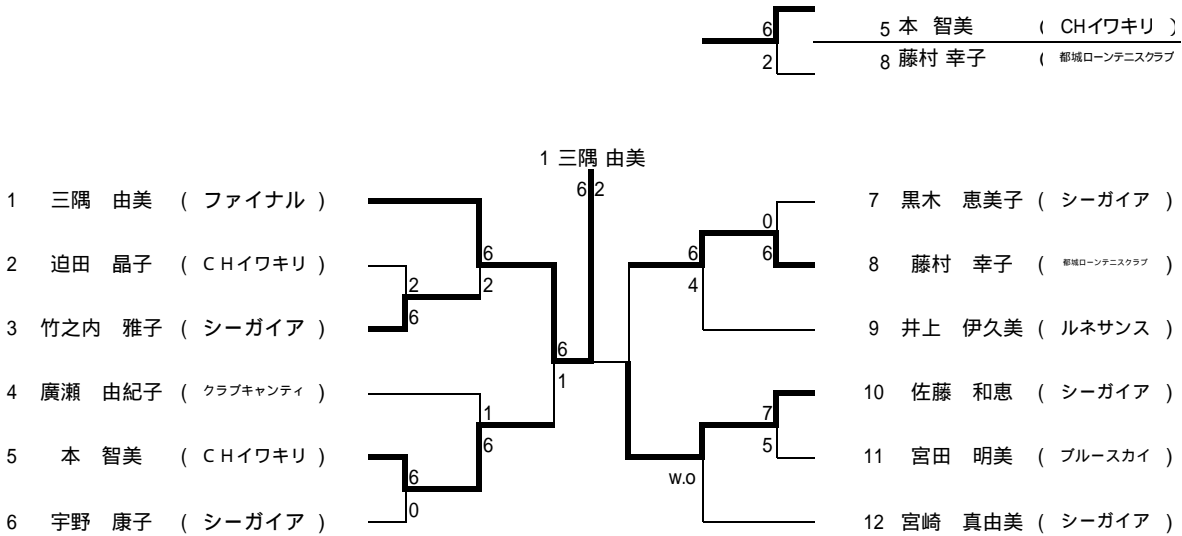 6 5 本 智美 ( CHイワキリ )
2 8 藤村 幸子 ( 都城ローンテニスクラブ
1 三隅 由美
6 2
1 三隅 由美 ( ファイナル )
7 黒木 恵美子 ( シーガイア )
0
6 6 6
2 迫田 晶子 ( CHイワキリ )
8 藤村 幸子 ( 都城ローンテニスクラブ )
2 2 4
6
3 竹之内 雅子 ( シーガイア )
9 井上 伊久美 ( ルネサンス )
6
1
4 廣瀬 由紀子 ( クラブキャンティ )
10 佐藤 和恵 ( シーガイア )
1 7
6 5
5 本 智美 ( CHイワキリ )
11 宮田 明美 ( ブルースカイ )
6 w.o
0
6 宇野 康子 ( シーガイア )
12 宮崎 真由美 ( シーガイア )